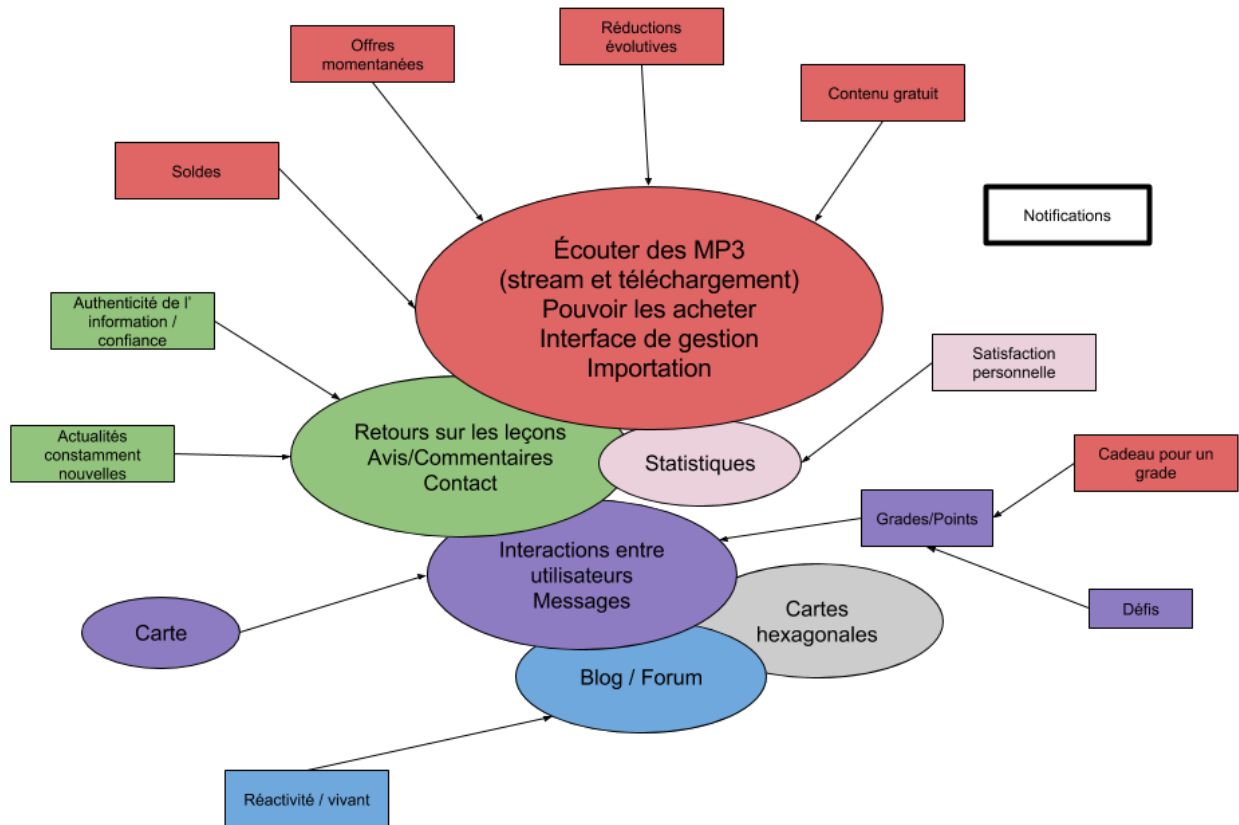 Réductions
évolutives
Offres
momentanées
Contenu gratuit
Soldes
Notifications
Écouter des MP3
(stream et téléchargement)
Pouvoir les acheter
Interface de gestion
Importation
Authenticité de l’
information /
confiance
Satisfaction
personnelle
Actualités
constamment
nouvelles
Retours sur les leçons
Avis/Commentaires
Contact
Statistiques
Cadeau pour un
grade
Grades/Points
Interactions entre
utilisateurs
Messages
Défis
Cartes
hexagonales
Carte
Blog / Forum
Réactivité / vivant